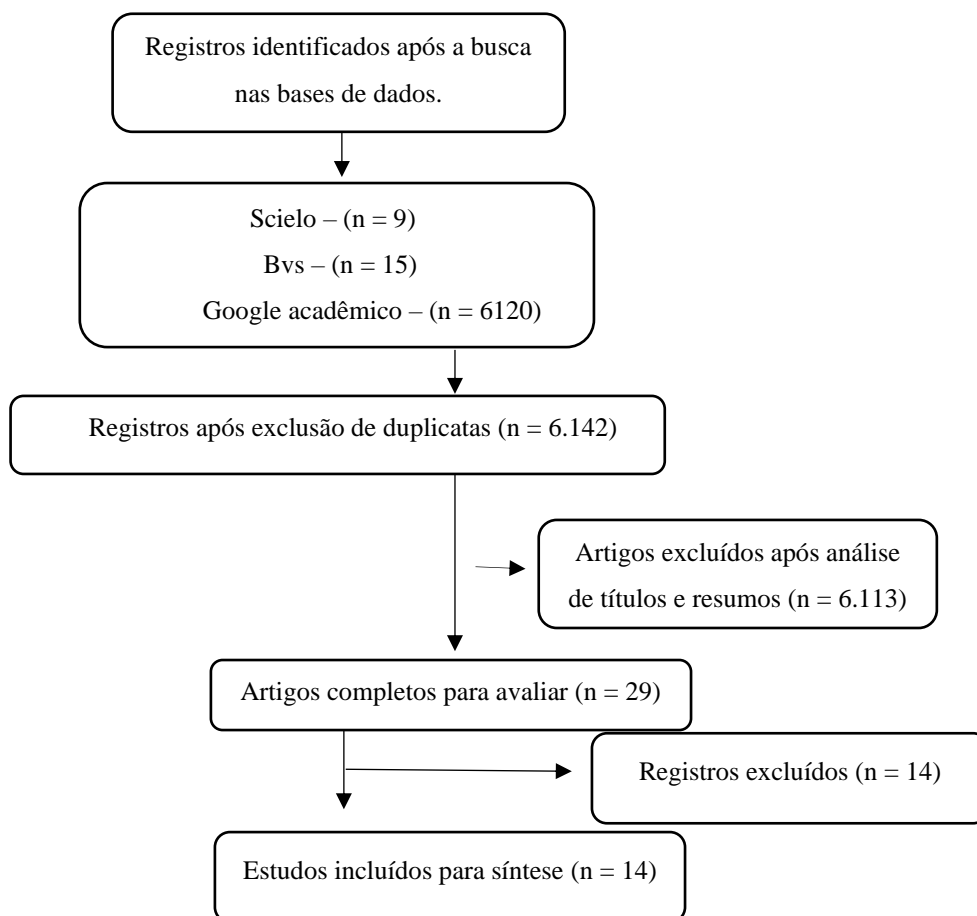 Registros identificados após a busca
nas bases de dados.
Scielo – (n = 9)
Bvs – (n = 15)
Google acadêmico – (n = 6120)
Registros após exclusão de duplicatas (n = 6.142)
Artigos excluídos após análise
de títulos e resumos (n = 6.113)
Artigos completos para avaliar (n = 29)
Registros excluídos (n = 14)
Estudos incluídos para síntese (n = 14)